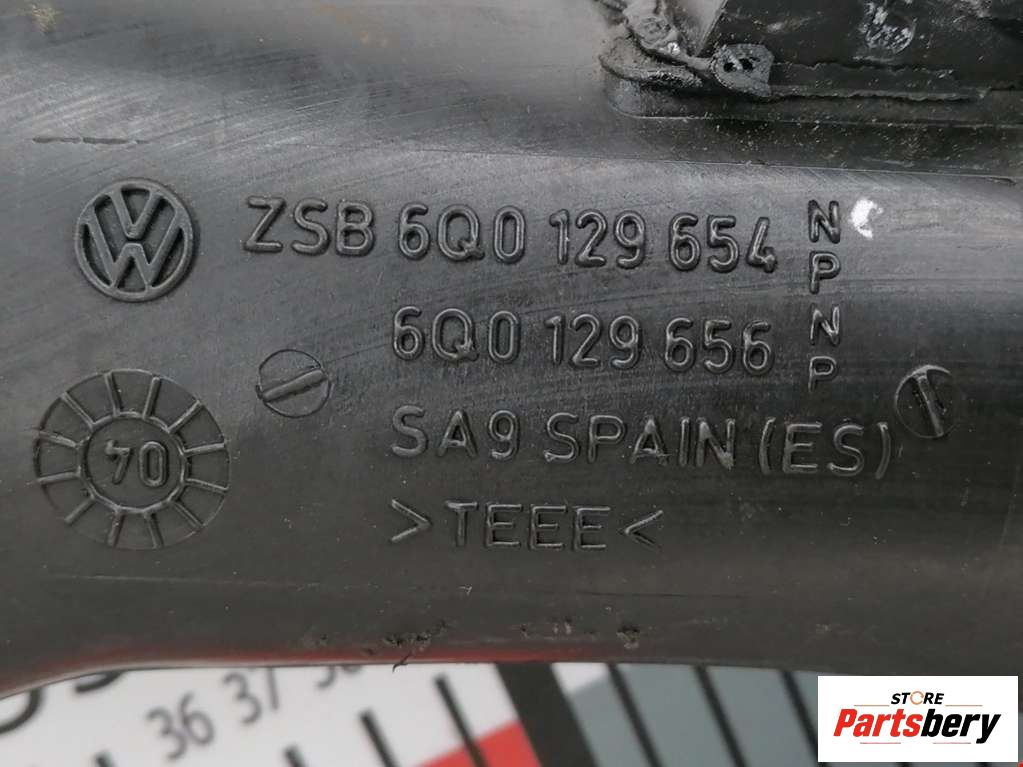 ZSB 6Q0 129 654 N P
6Q0 129 656 N P
SA9 SPAIN (ES)
>TEEE<
04
36 37
STORE
Partsbery